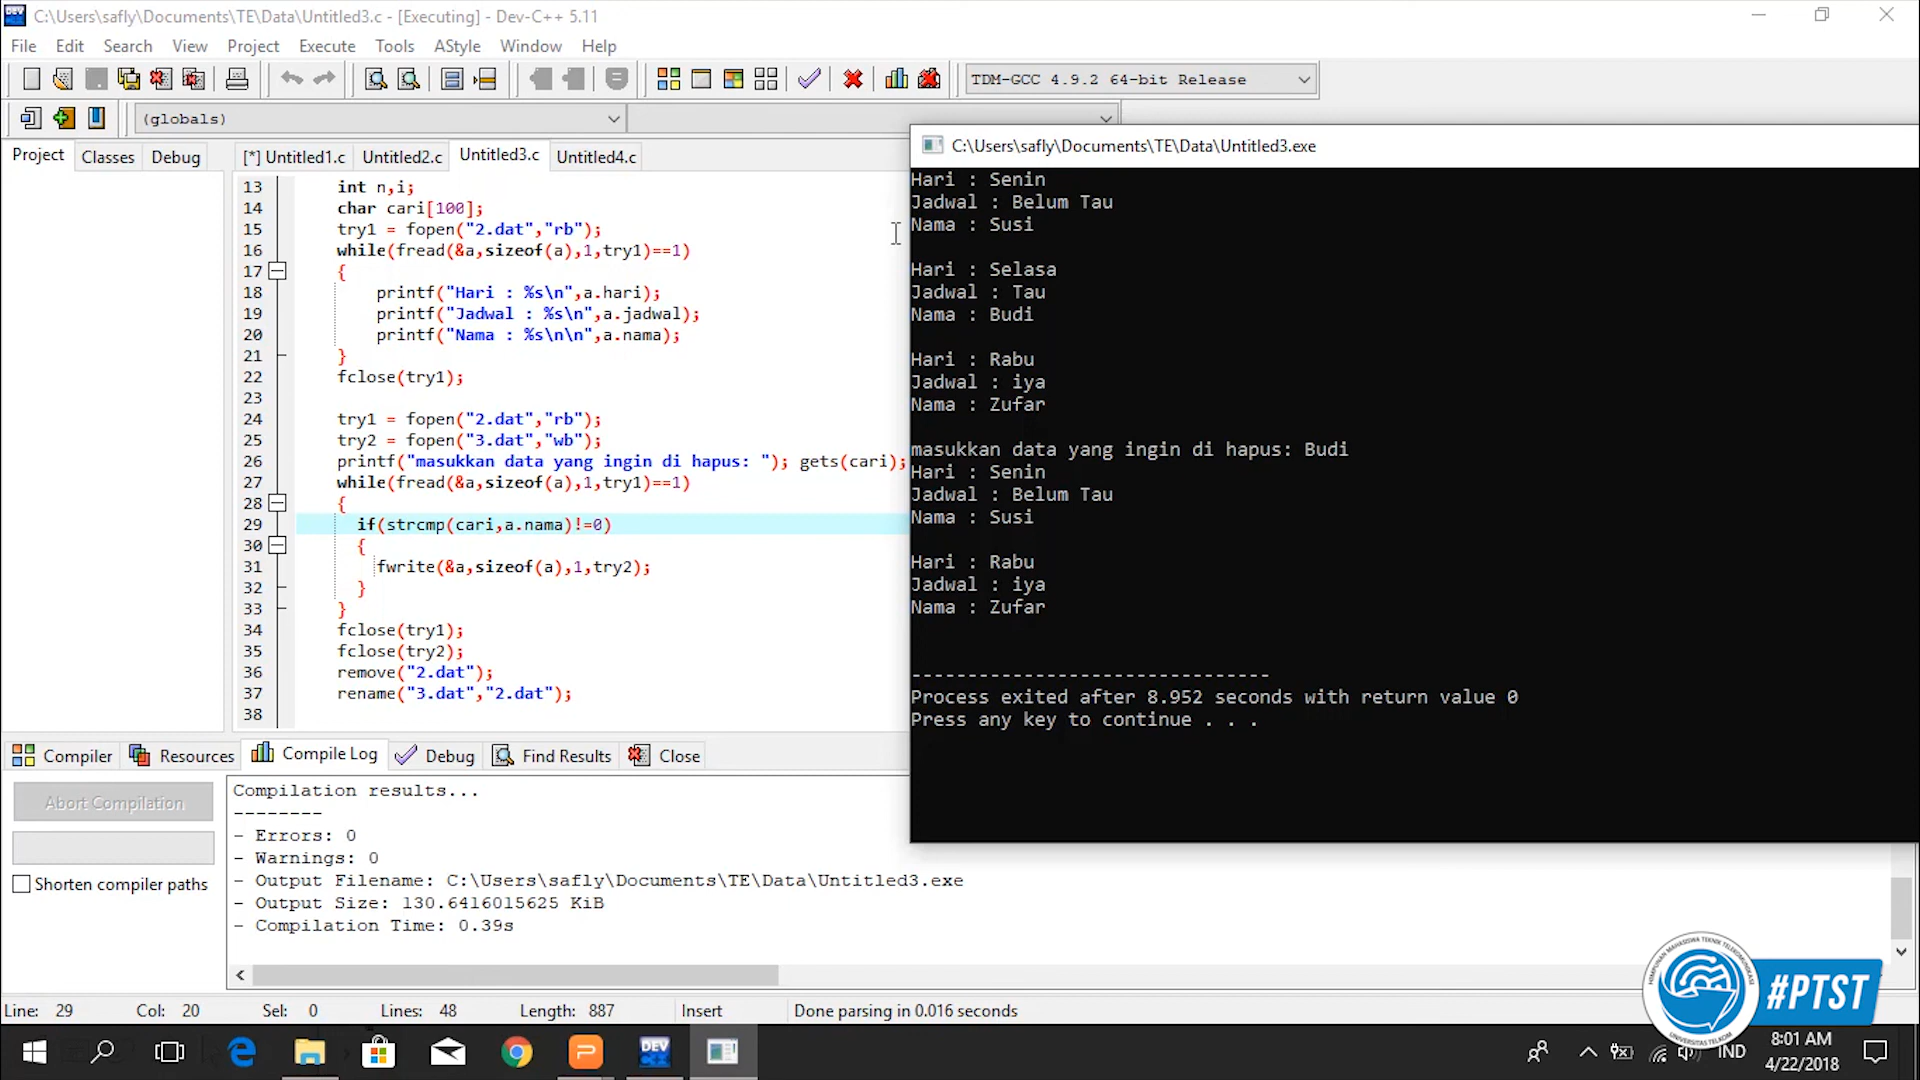 C:\Users\safly\Documents\TE\Data\Untitled3.c - [Executing] - Dev-C++ 5.11
File Edit Search View Project Execute Tools AStyle Window Help
TDM-GCC 4.9.2 64-bit Release
(globals)
Project Classes Debug
[*] Untitled1.c Untitled2.c Untitled3.c Untitled4.c
13 int n,i;
14 char cari[100];
15 try1 = fopen("2.dat","rb");
16 while(fread(&a,sizeof(a),1,try1)==1)
17 {
18 printf("Hari : %s\n",a.hari);
19 printf("Jadwal : %s\n",a.jadwal);
20 printf("Nama : %s\n\n",a.nama);
21 }
22 fclose(try1);
23
24 try1 = fopen("2.dat","rb");
25 try2 = fopen("3.dat","wb");
26 printf("masukkan data yang ingin di hapus: "); gets(cari);
27 while(fread(&a,sizeof(a),1,try1)==1)
28 {
29 if(strcmp(cari,a.nama)!=0)
30 {
31 fwrite(&a,sizeof(a),1,try2);
32 }
33 }
34 fclose(try1);
35 fclose(try2);
36 remove("2.dat");
37 rename("3.dat","2.dat");
38
C:\Users\safly\Documents\TE\Data\Untitled3.exe
Hari : Senin
Jadwal : Belum Tau
Nama : Susi
Hari : Selasa
Jadwal : Tau
Nama : Budi
Hari : Rabu
Jadwal : iya
Nama : Zufar
masukkan data yang ingin di hapus: Budi
Hari : Senin
Jadwal : Belum Tau
Nama : Susi
Hari : Rabu
Jadwal : iya
Nama : Zufar
--------------------------------
Process exited after 8.952 seconds with return value 0
Press any key to continue . . .
Compiler Resources Compile Log Debug Find Results Close
Abort Compilation
Shorten compiler paths
Compilation results...
--------
- Errors: 0
- Warnings: 0
- Output Filename: C:\Users\safly\Documents\TE\Data\Untitled3.exe
- Output Size: 130.6416015625 KiB
- Compilation Time: 0.39s
Line: 29 Col: 20 Sel: 0 Lines: 48 Length: 887 Insert Done parsing in 0.016 seconds
HIMPUNAN MAHASISWA TEKNIK TELEKOMUNIKASI
UNIVERSITAS TELKOM
#PTST
DEV
IND
8:01 AM
4/22/2018